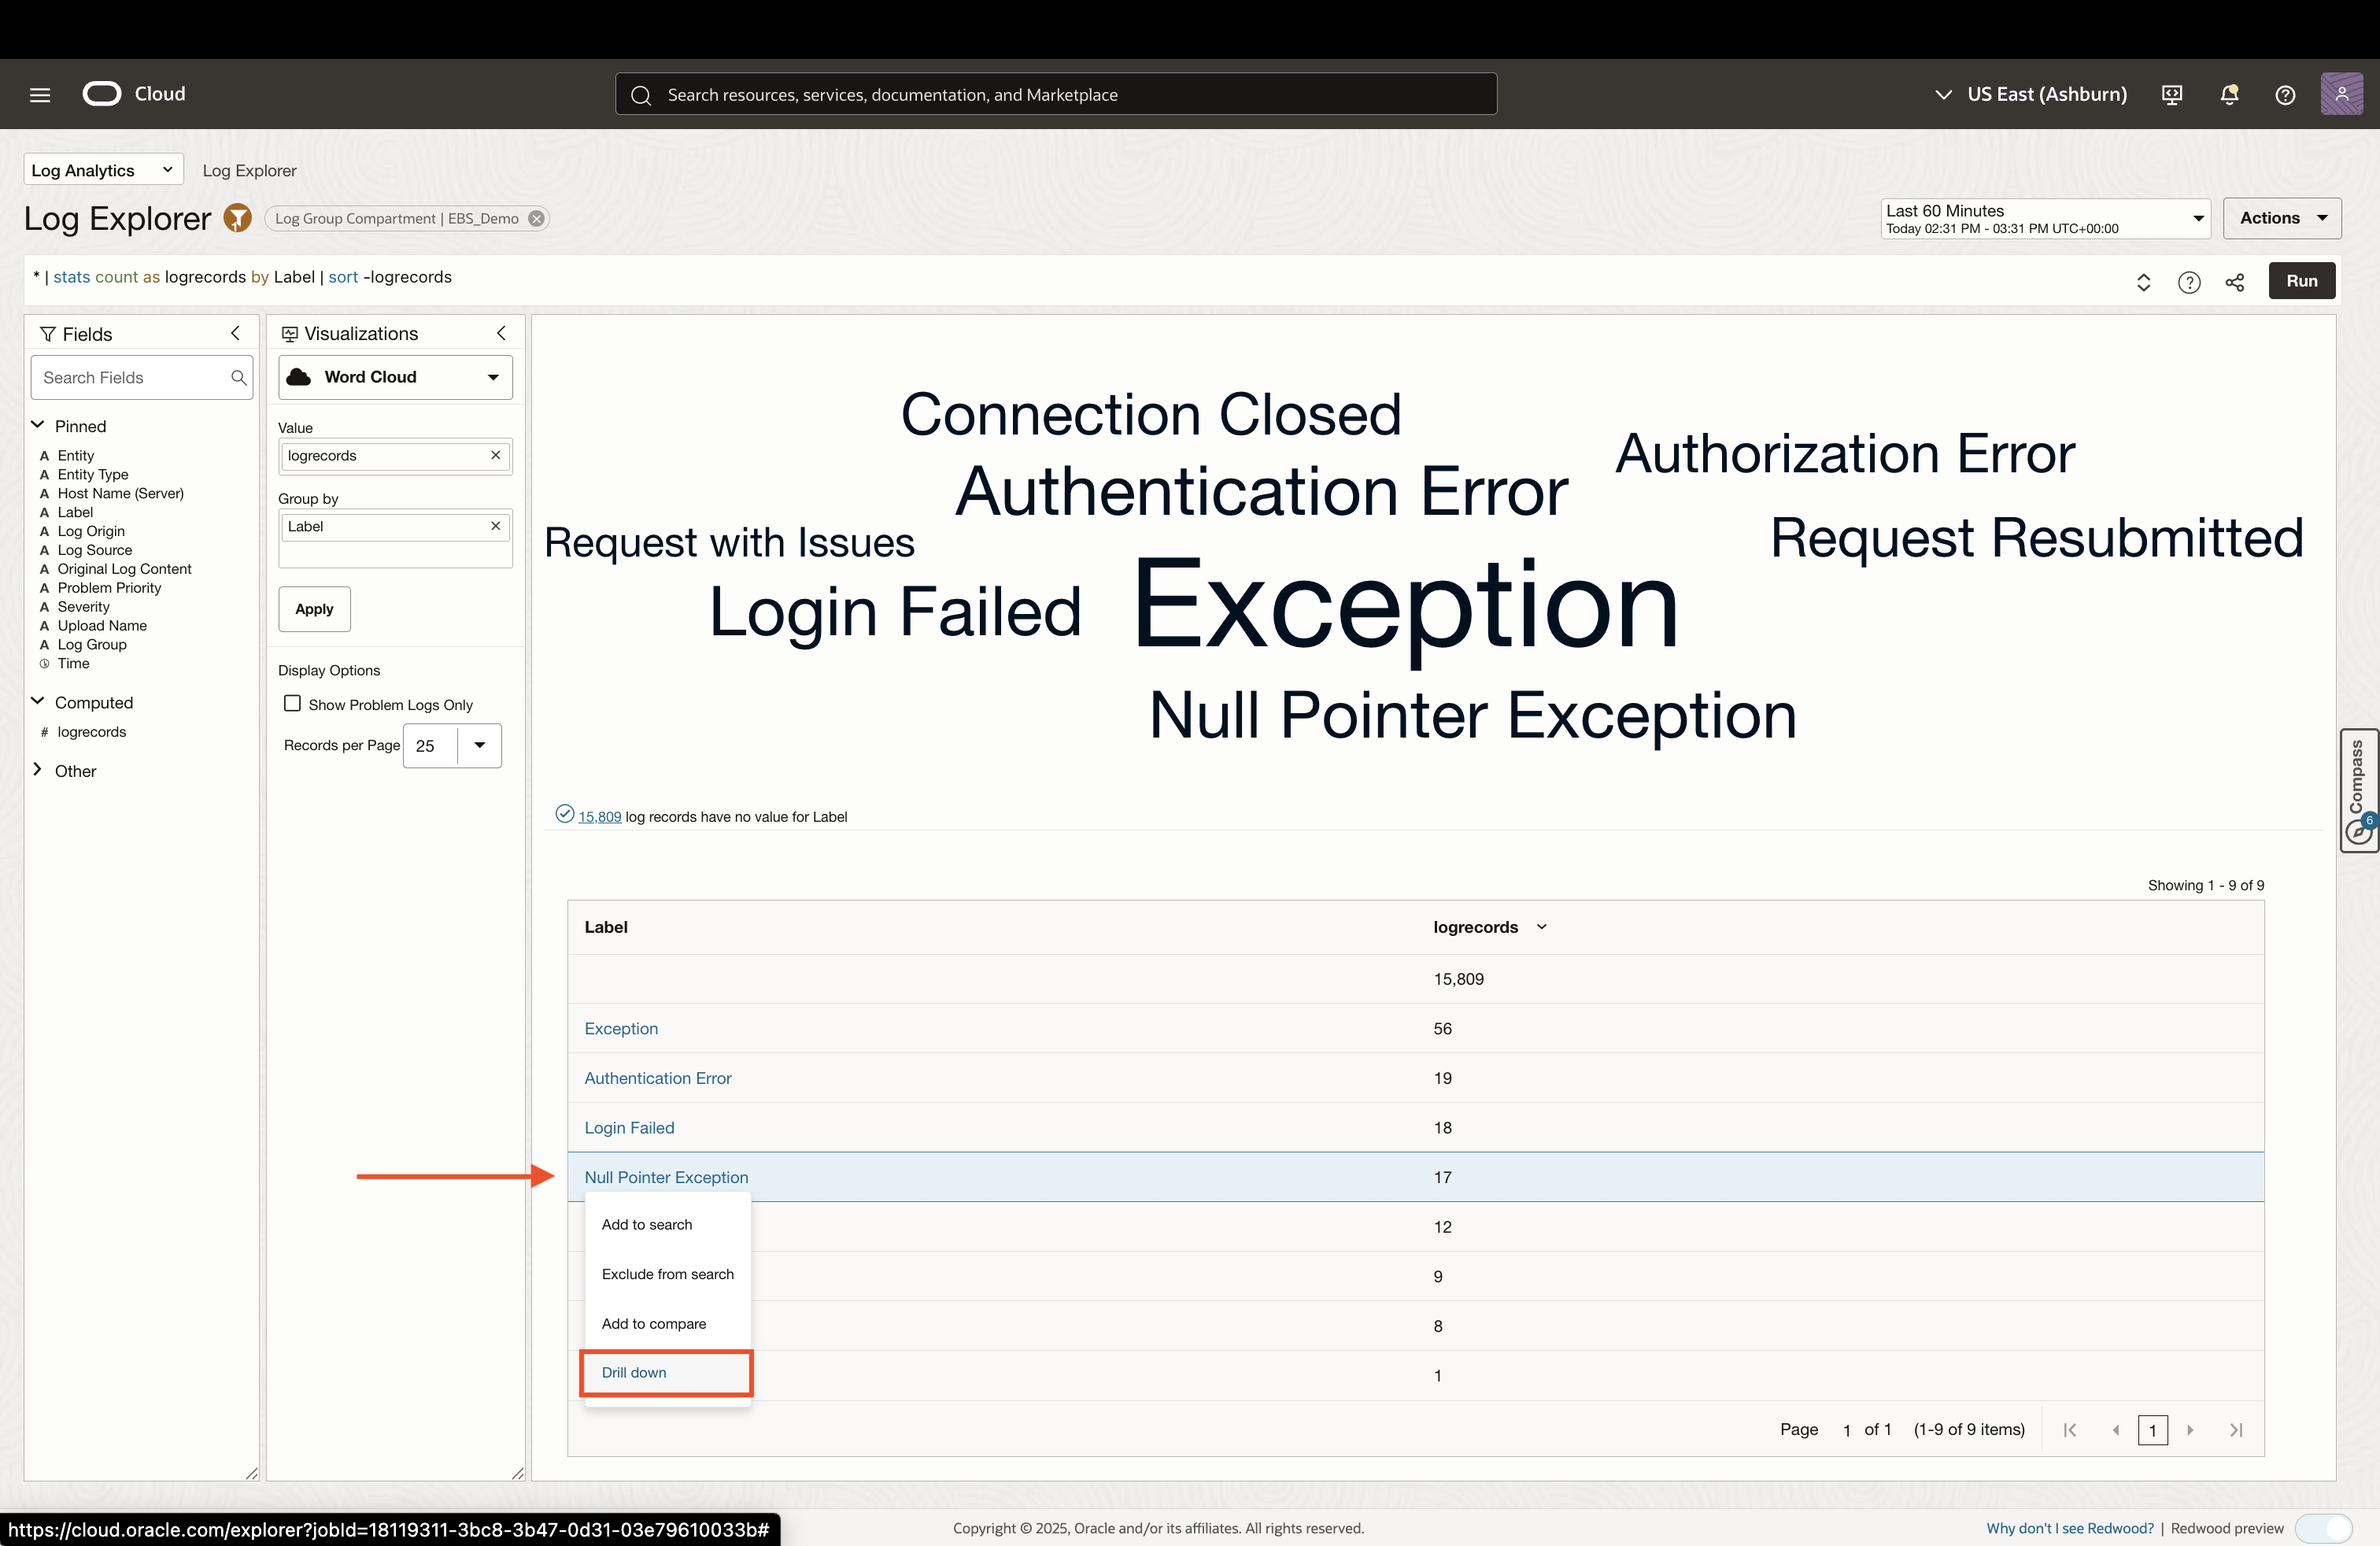 Cloud
Search resources, services, documentation, and Marketplace
US East (Ashburn)
Log Analytics
Log Explorer
Log Explorer
Log Group Compartment | EBS_Demo
Last 60 Minutes
Today 02:31 PM - 03:31 PM UTC+00:00
Actions
* | stats count as logrecords by Label | sort -logrecords
Run
Fields
Search Fields
Pinned
A Entity
A Entity Type
A Host Name (Server)
A Label
A Log Origin
A Log Source
A Original Log Content
A Problem Priority
A Severity
A Upload Name
A Log Group
Time
Computed
# logrecords
Other
Visualizations
Word Cloud
Value
logrecords
Group by
Label
Apply
Display Options
Show Problem Logs Only
Records per Page 25
Connection Closed
Authorization Error
Authentication Error
Request with Issues
Request Resubmitted
Login Failed
Exception
Null Pointer Exception
15,809 log records have no value for Label
Compass
6
Showing 1 - 9 of 9
Label logrecords
15,809
Exception 56
Authentication Error 19
Login Failed 18
Null Pointer Exception 17
Add to search
12
Exclude from search
9
Add to compare
8
Drill down
1
Page 1 of 1 (1-9 of 9 items) 1
https://cloud.oracle.com/explorer?jobId=18119311-3bc8-3b47-0d31-03e79610033b#
Copyright © 2025, Oracle and/or its affiliates. All rights reserved.
Why don't I see Redwood? | Redwood preview